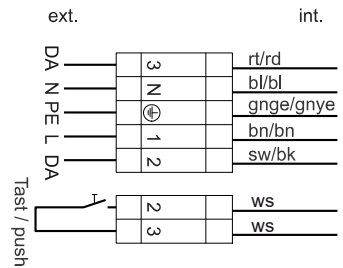 ext. int.
DA 3 rt/rd
N N bl/bl
PE gnge/gnye
L 1 bn/bn
DA 2 sw/bk
Tast / push
2 ws
3 ws